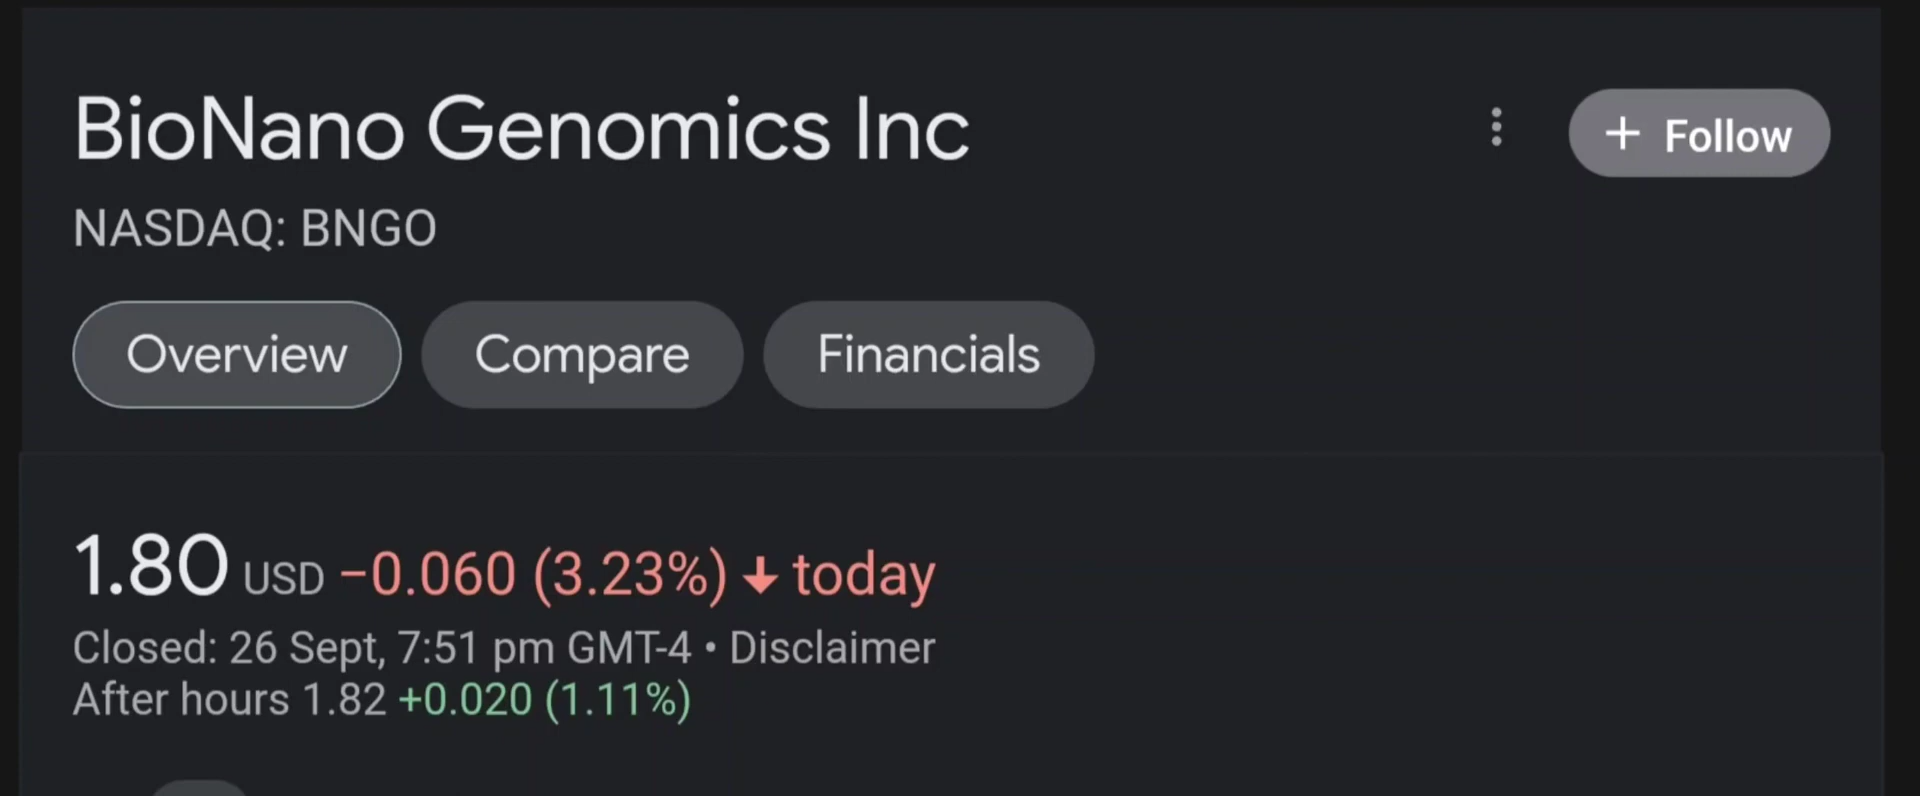 BioNano Genomics Inc
+ Follow
NASDAQ: BNGO
Overview Compare Financials
1.80 USD −0.060 (3.23%) ↓ today
Closed: 26 Sept, 7:51 pm GMT-4 • Disclaimer
After hours 1.82 +0.020 (1.11%)